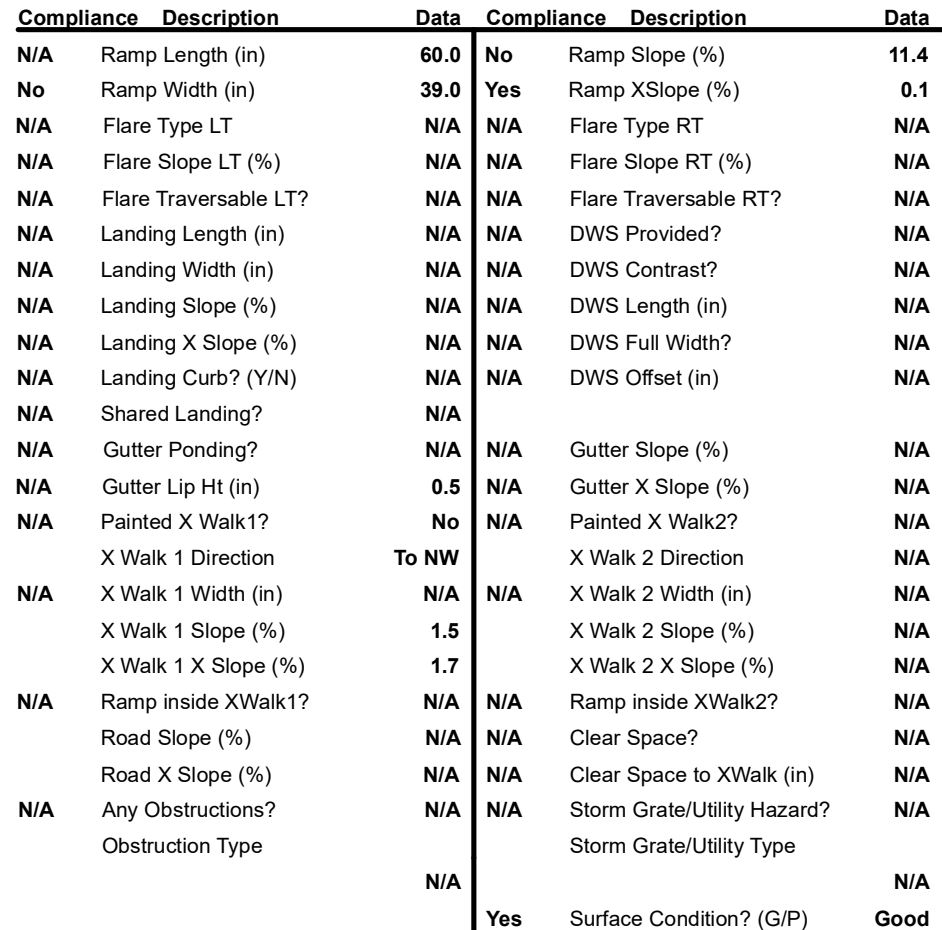 Compliance Description Data Compliance Description Data
N/A Ramp Length (in) 60.0 No Ramp Slope (%) 11.4
No Ramp Width (in) 39.0 Yes Ramp XSlope (%) 0.1
N/A Flare Type LT N/A N/A Flare Type RT N/A
N/A Flare Slope LT (%) N/A N/A Flare Slope RT (%) N/A
N/A Flare Traversable LT? N/A N/A Flare Traversable RT? N/A
N/A Landing Length (in) N/A N/A DWS Provided? N/A
N/A Landing Width (in) N/A N/A DWS Contrast? N/A
N/A Landing Slope (%) N/A N/A DWS Length (in) N/A
N/A Landing X Slope (%) N/A N/A DWS Full Width? N/A
N/A Landing Curb? (Y/N) N/A N/A DWS Offset (in) N/A
N/A Shared Landing? N/A
N/A Gutter Ponding? N/A N/A Gutter Slope (%) N/A
N/A Gutter Lip Ht (in) 0.5 N/A Gutter X Slope (%) N/A
N/A Painted X Walk1? No N/A Painted X Walk2? N/A
X Walk 1 Direction To NW X Walk 2 Direction N/A
N/A X Walk 1 Width (in) N/A N/A X Walk 2 Width (in) N/A
X Walk 1 Slope (%) 1.5 X Walk 2 Slope (%) N/A
X Walk 1 X Slope (%) 1.7 X Walk 2 X Slope (%) N/A
N/A Ramp inside XWalk1? N/A N/A Ramp inside XWalk2? N/A
Road Slope (%) N/A N/A Clear Space? N/A
Road X Slope (%) N/A N/A Clear Space to XWalk (in) N/A
N/A Any Obstructions? N/A N/A Storm Grate/Utility Hazard? N/A
Obstruction Type Storm Grate/Utility Type
N/A N/A
Yes Surface Condition? (G/P) Good